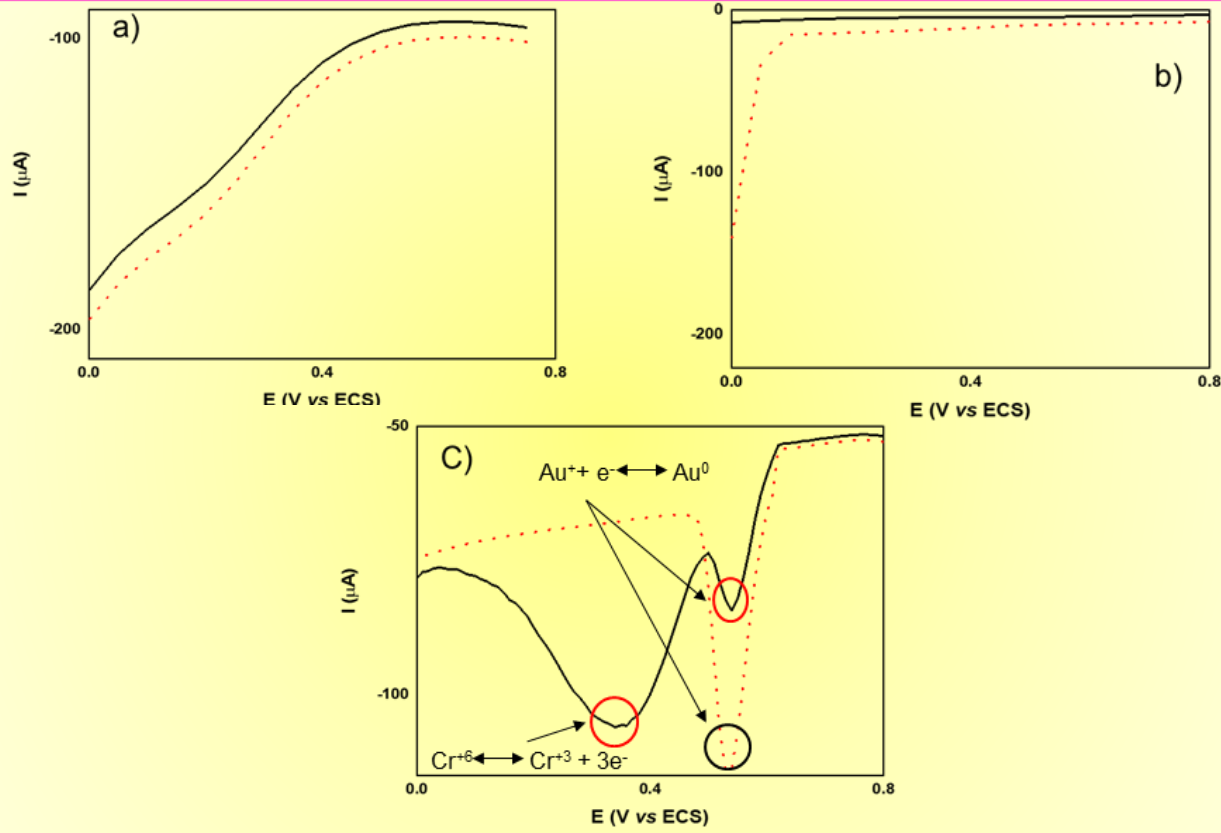 a)
-100
-200
I (μA)
0.0 0.4 0.8
E (V vs ECS)
b)
0
-100
-200
I (μA)
0.0 0.4 0.8
E (V vs ECS)
C)
-50
-100
I (μA)
Au⁺+ e⁻ Au⁰
Cr⁺⁶ Cr⁺³ + 3e⁻
0.0 0.4 0.8
E (V vs ECS)